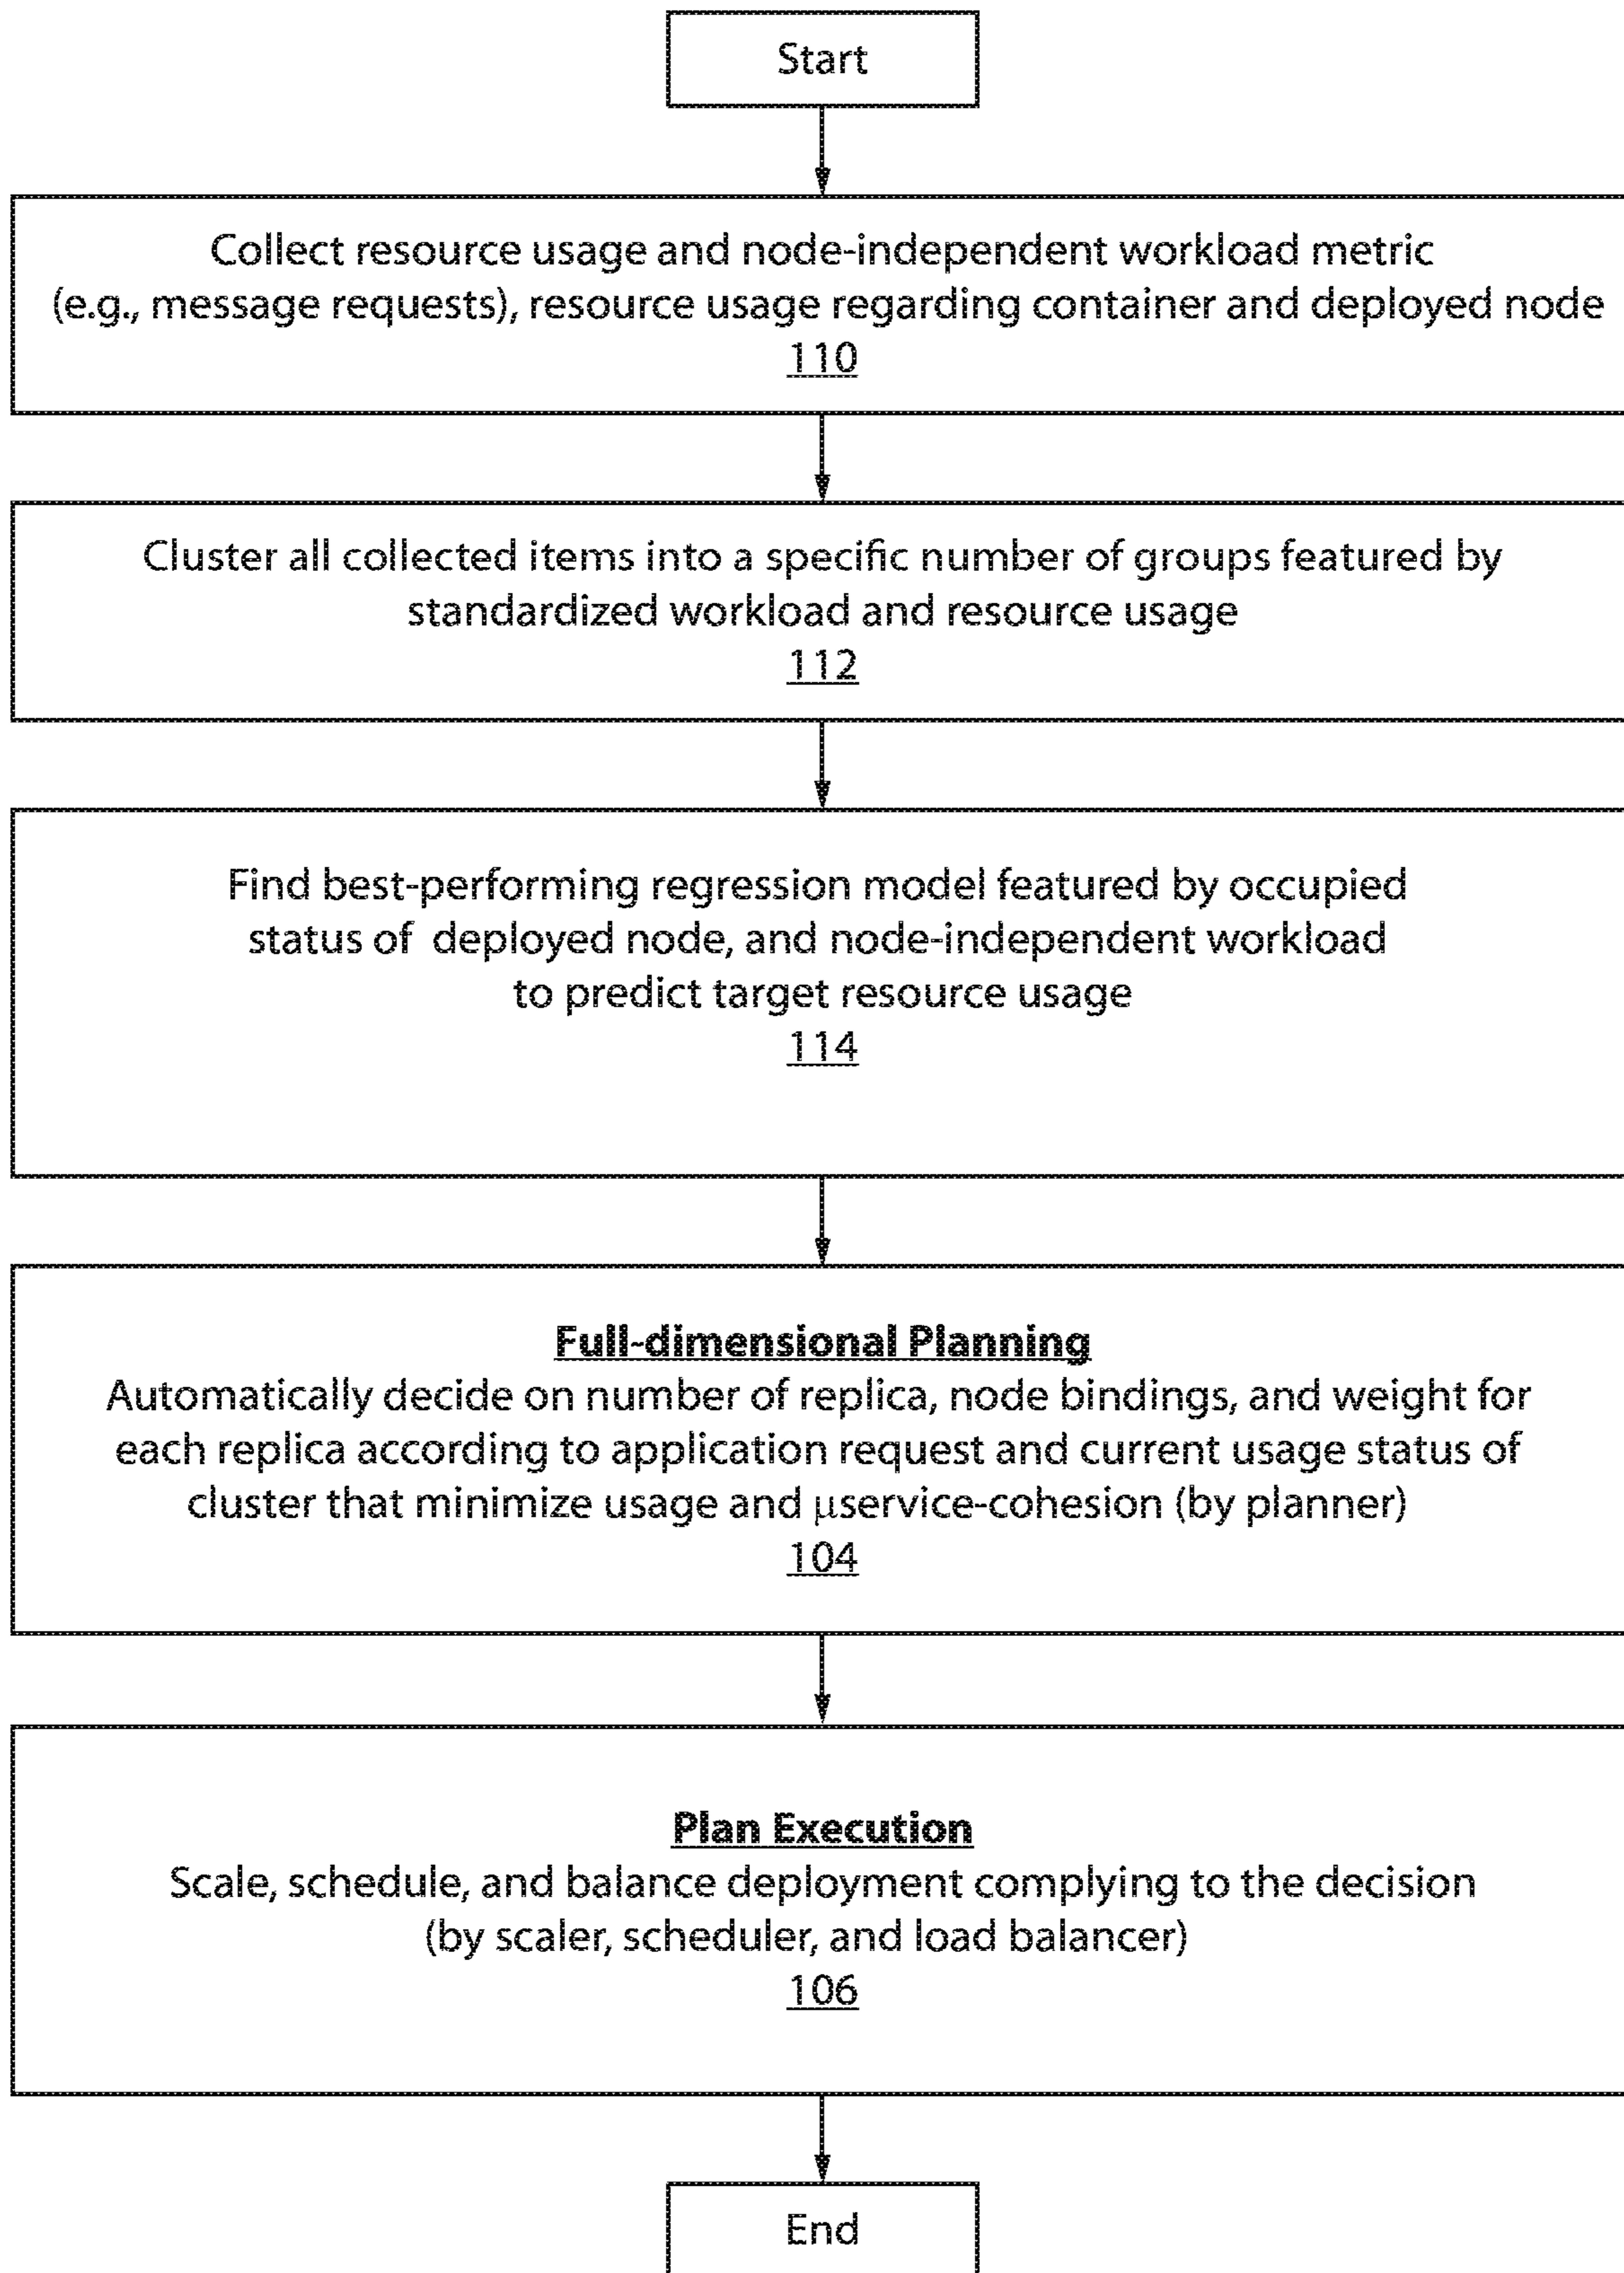 Start
Collect resource usage and node-independent workload metric
(e.g., message requests), resource usage regarding container and deployed node
110
Cluster all collected items into a specific number of groups featured by
standardized workload and resource usage
112
Find best-performing regression model featured by occupied
status of deployed node, and node-independent workload
to predict target resource usage
114
Full-dimensional Planning
Automatically decide on number of replica, node bindings, and weight for
each replica according to application request and current usage status of
cluster that minimize usage and μservice-cohesion (by planner)
104
Plan Execution
Scale, schedule, and balance deployment complying to the decision
(by scaler, scheduler, and load balancer)
106
End